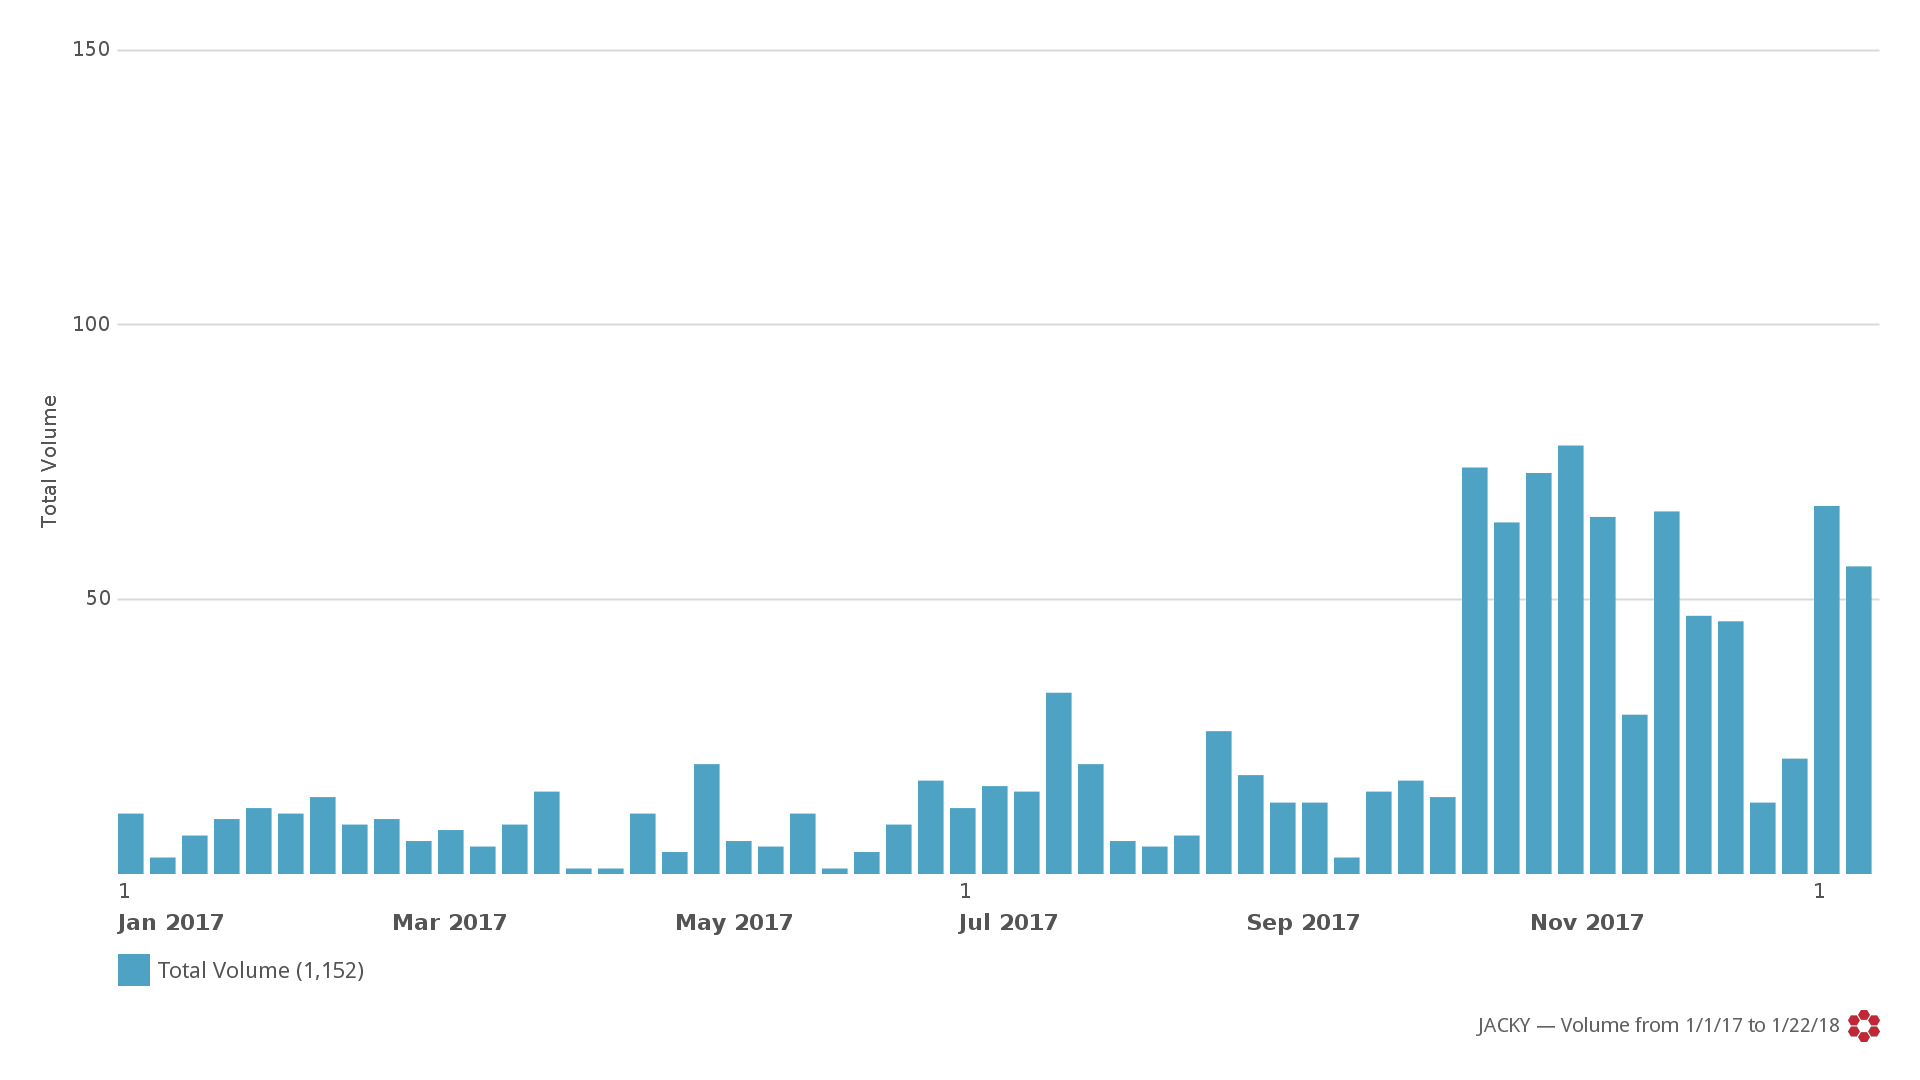 150
100
50
Total Volume
1 1 1
Jan 2017 Mar 2017 May 2017 Jul 2017 Sep 2017 Nov 2017
Total Volume (1,152)
JACKY — Volume from 1/1/17 to 1/22/18